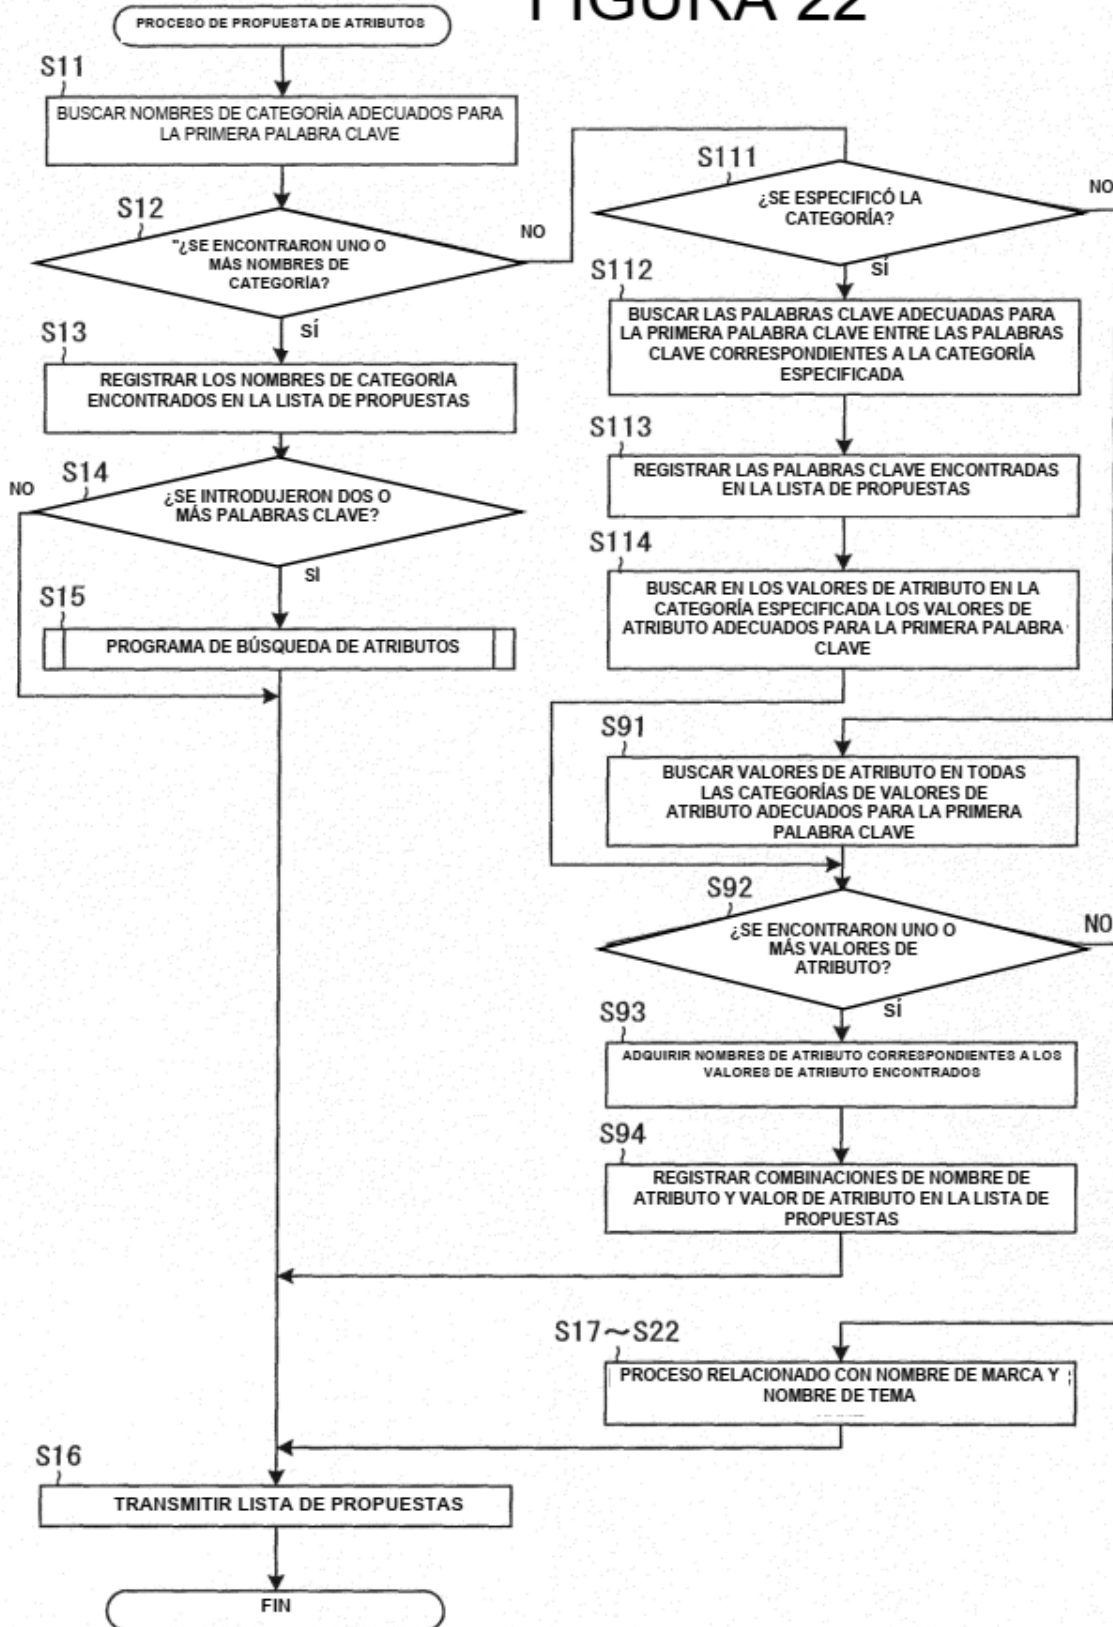 FIGURA 22
PROCESO DE PROPUESTA DE ATRIBUTOS
S11
BUSCAR NOMBRES DE CATEGORÍA ADECUADOS PARA
LA PRIMERA PALABRA CLAVE
S12
"¿SE ENCONTRARON UNO O
MÁS NOMBRES DE
CATEGORÍA?
NO
SÍ
S13
REGISTRAR LOS NOMBRES DE CATEGORÍA
ENCONTRADOS EN LA LISTA DE PROPUESTAS
S14
NO
¿SE INTRODUJERON DOS O
MÁS PALABRAS CLAVE?
SÍ
S15
PROGRAMA DE BÚSQUEDA DE ATRIBUTOS
S111
¿SE ESPECIFICÓ LA
CATEGORÍA?
NO
SÍ
S112
BUSCAR LAS PALABRAS CLAVE ADECUADAS PARA
LA PRIMERA PALABRA CLAVE ENTRE LAS PALABRAS
CLAVE CORRESPONDIENTES A LA CATEGORÍA
ESPECIFICADA
S113
REGISTRAR LAS PALABRAS CLAVE ENCONTRADAS
EN LA LISTA DE PROPUESTAS
S114
BUSCAR EN LOS VALORES DE ATRIBUTO EN LA
CATEGORÍA ESPECIFICADA LOS VALORES DE
ATRIBUTO ADECUADOS PARA LA PRIMERA PALABRA
CLAVE
S91
BUSCAR VALORES DE ATRIBUTO EN TODAS
LAS CATEGORÍAS DE VALORES DE
ATRIBUTO ADECUADOS PARA LA PRIMERA
PALABRA CLAVE
S92
¿SE ENCONTRARON UNO O
MÁS VALORES DE
ATRIBUTO?
NO
SÍ
S93
ADQUIRIR NOMBRES DE ATRIBUTO CORRESPONDIENTES A LOS
VALORES DE ATRIBUTO ENCONTRADOS
S94
REGISTRAR COMBINACIONES DE NOMBRE DE
ATRIBUTO Y VALOR DE ATRIBUTO EN LA LISTA DE
PROPUESTAS
S17~S22
PROCESO RELACIONADO CON NOMBRE DE MARCA Y
NOMBRE DE TEMA
S16
TRANSMITIR LISTA DE PROPUESTAS
FIN